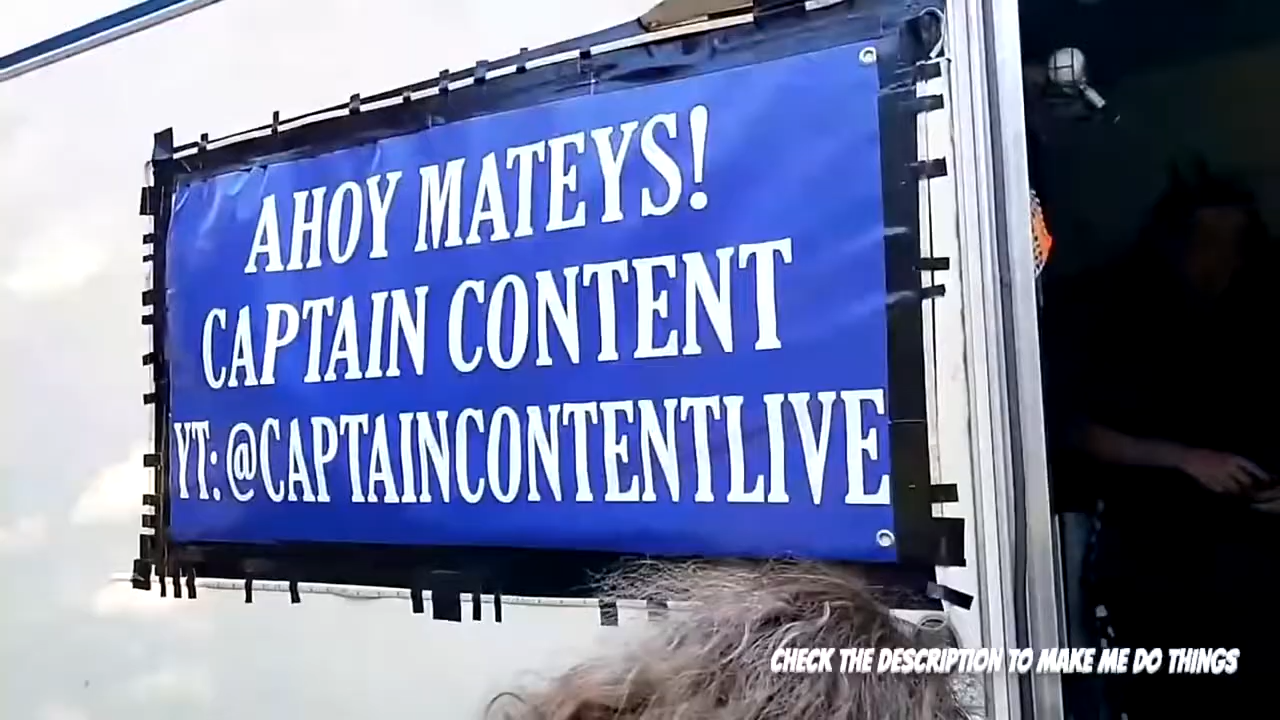 AHOY MATEYS!
CAPTAIN CONTENT
YT: @CAPTAINCONTENTLIVE
CHECK THE DESCRIPTION TO MAKE ME DO THINGS